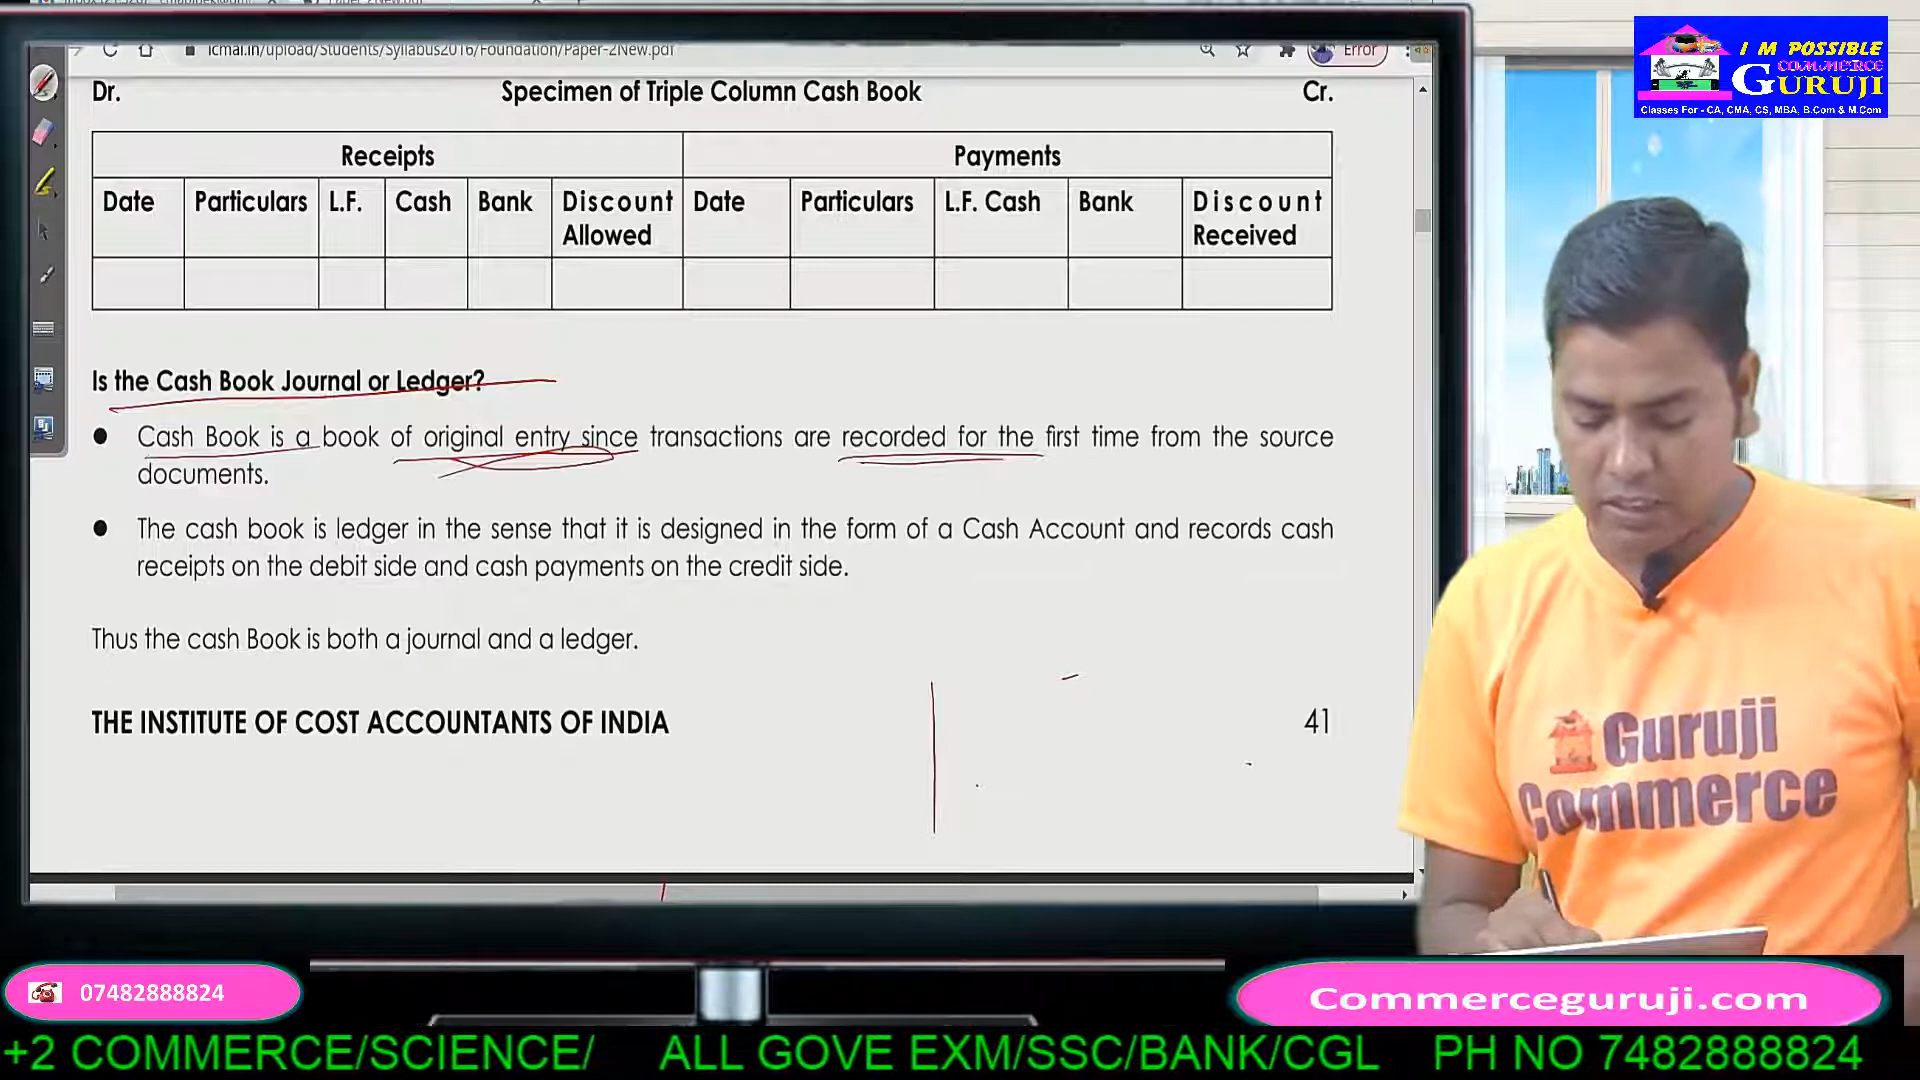 icmai.in/upload/Students/Syllabus2016/Foundation/Paper-2New.pdf
Error
Dr.
Specimen of Triple Column Cash Book
Cr.
Receipts
Payments
Date
Particulars
L.F.
Cash
Bank
Discount Allowed
Date
Particulars
L.F. Cash
Bank
Discount Received
Is the Cash Book Journal or Ledger?
● Cash Book is a book of original entry since transactions are recorded for the first time from the source
documents.
● The cash book is ledger in the sense that it is designed in the form of a Cash Account and records cash
receipts on the debit side and cash payments on the credit side.
Thus the cash Book is both a journal and a ledger.
THE INSTITUTE OF COST ACCOUNTANTS OF INDIA
41
I M POSSIBLE
COMMERCE
GURUJI
Classes For - CA, CMA, CS, MBA, B.Com & M.Com
Guruji
Commerce
07482888824
Commerceguruji.com
+2 COMMERCE/SCIENCE/ ALL GOVE EXM/SSC/BANK/CGL PH NO 7482888824